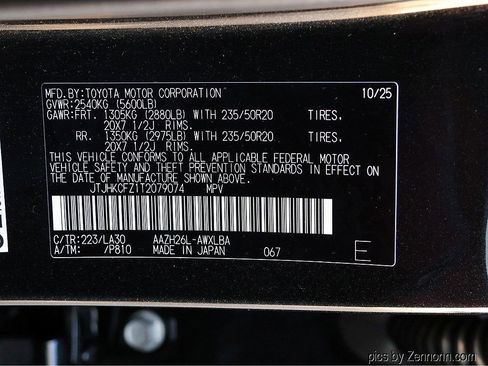 MFD.BY:TOYOTA MOTOR CORPORATION 10/25
GVWR:2540KG (5600LB)
GAWR:FRT. 1305KG (2880LB) WITH 235/50R20 TIRES,
20X7 1/2J RIMS.
RR. 1350KG (2975LB) WITH 235/50R20 TIRES,
20X7 1/2J RIMS.
THIS VEHICLE CONFORMS TO ALL APPLICABLE FEDERAL MOTOR
VEHICLE SAFETY AND THEFT PREVENTION STANDARDS IN EFFECT
ON THE DATE OF MANUFACTURE SHOWN ABOVE.
JTJHKCFZ1T2079074 MPV
C/TR:223/LA30 AAZH26L-AWXLBA
A/TM: /P810 MADE IN JAPAN 067 E
pics by Zennonn.com